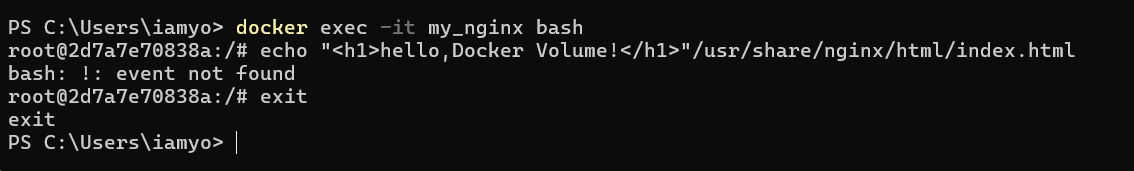 PS C:\Users\iamyo> docker exec -it my_nginx bash
root@2d7a7e70838a:/# echo "<h1>hello,Docker Volume!</h1>"/usr/share/nginx/html/index.html
bash: !: event not found
root@2d7a7e70838a:/# exit
exit
PS C:\Users\iamyo>